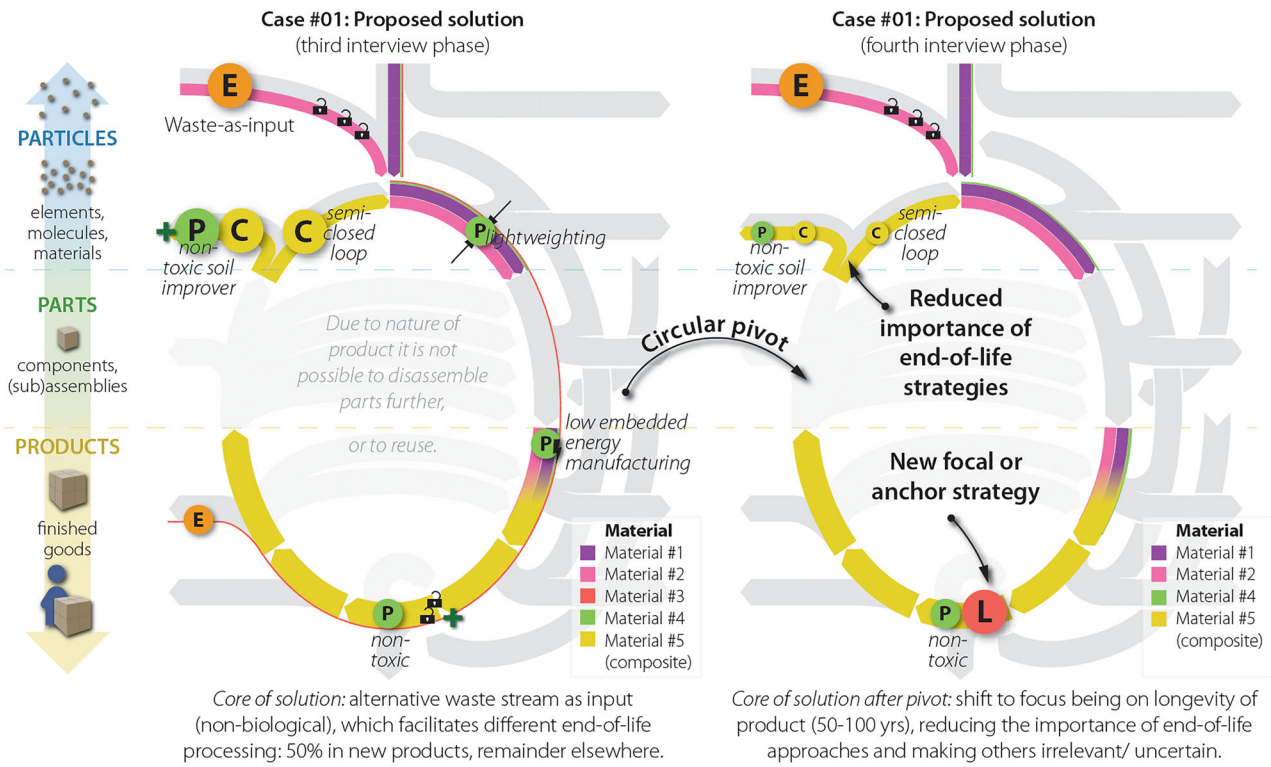 Case #01: Proposed solution
(third interview phase)
Case #01: Proposed solution
(fourth interview phase)
PARTICLES
elements,
molecules,
materials
PARTS
components,
(sub)assemblies
PRODUCTS
finished
goods
E
Waste-as-input
P
C
C
non-
toxic soil
improver
semi-
closed
loop
P
lightweighting
Due to nature of
product it is not
possible to disassemble
parts further,
or to reuse.
P
low embedded
energy
manufacturing
E
P
non-
toxic
Material
Material #1
Material #2
Material #3
Material #4
Material #5
(composite)
Core of solution: alternative waste stream as input
(non-biological), which facilitates different end-of-life
processing: 50% in new products, remainder elsewhere.
Circular pivot
E
P
C
C
non-
toxic soil
improver
semi-
closed
loop
Reduced
importance of
end-of-life
strategies
New focal or
anchor strategy
P
L
non-
toxic
Material
Material #1
Material #2
Material #4
Material #5
(composite)
Core of solution after pivot: shift to focus being on longevity of
product (50-100 yrs), reducing the importance of end-of-life
approaches and making others irrelevant/ uncertain.